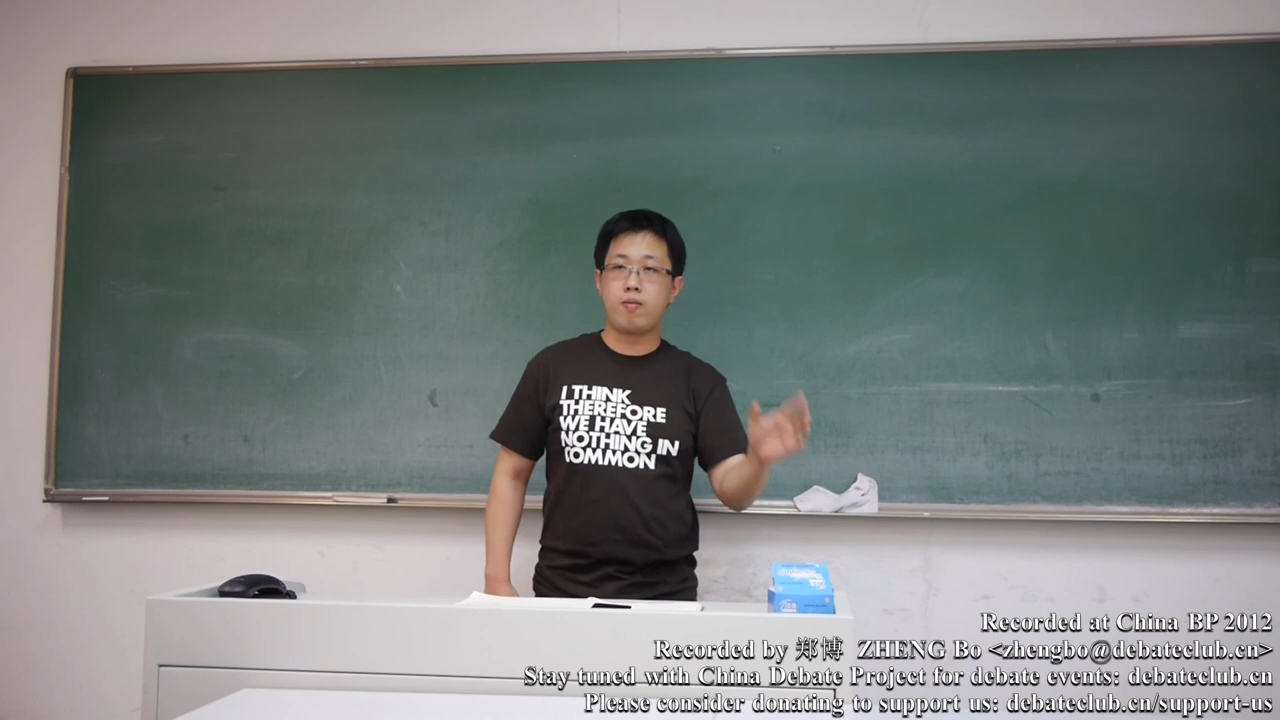 I THINK
THEREFORE
WE HAVE
NOTHING IN
COMMON
Recorded at China BP 2012
Recorded by 郑博 ZHENG Bo <zhengbo@debateclub.cn>
Stay tuned with China Debate Project for debate events: debateclub.cn
Please consider donating to support us: debateclub.cn/support-us